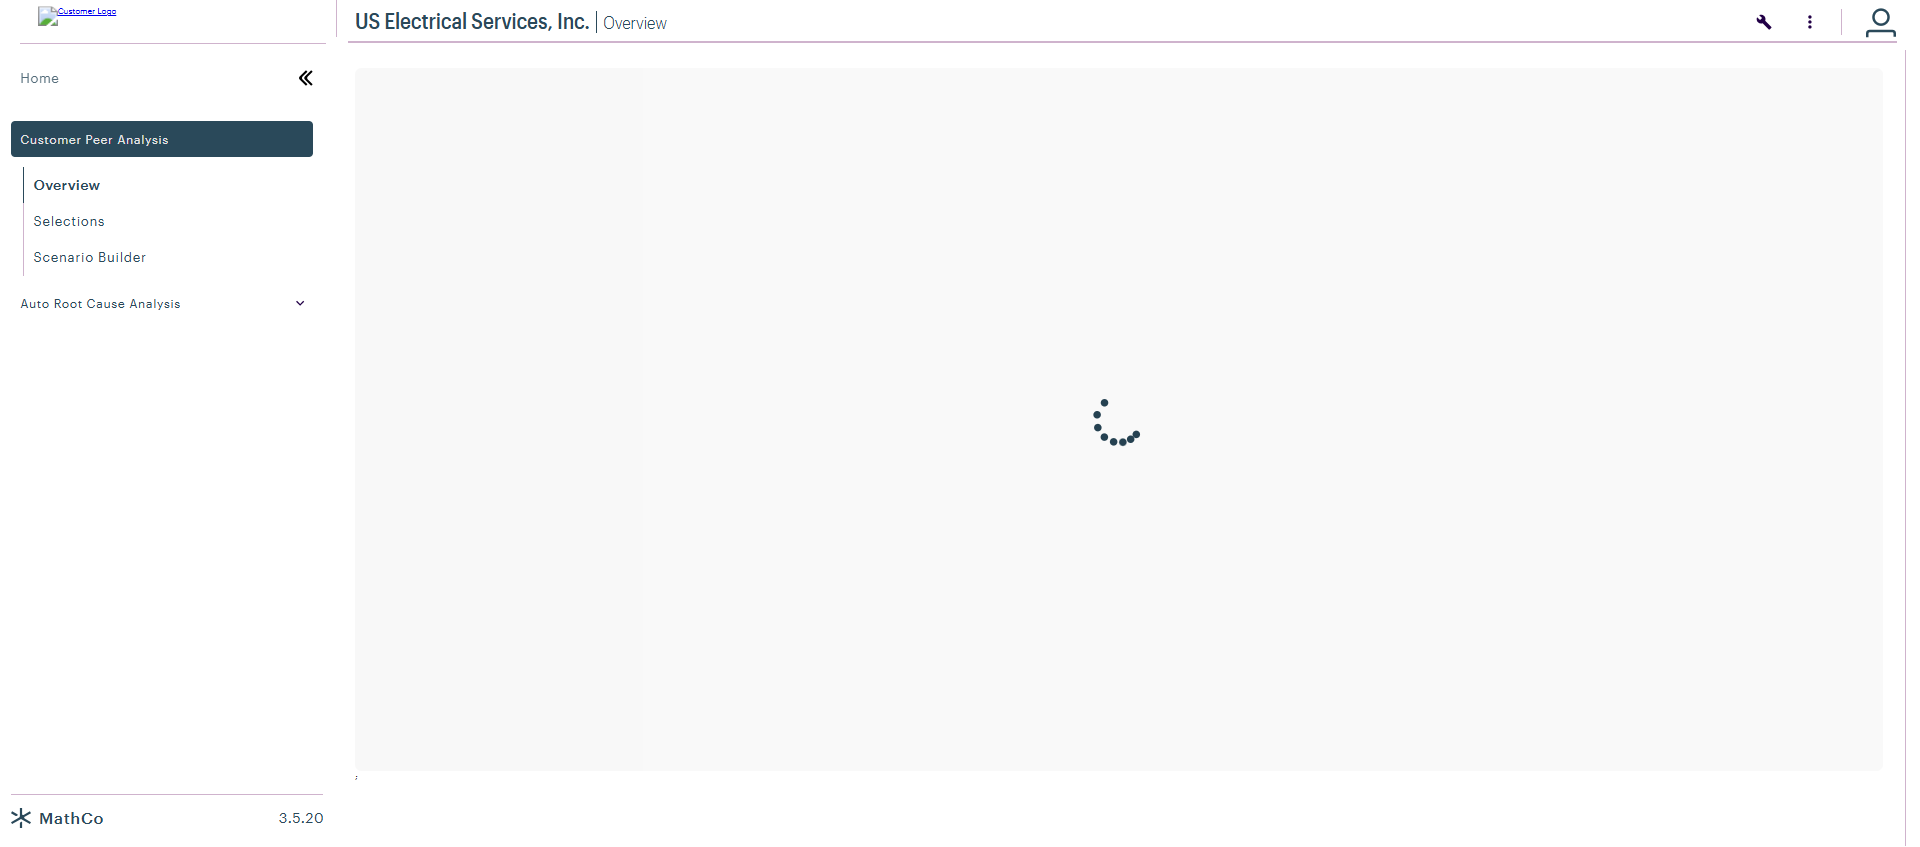 Customer Logo
US Electrical Services, Inc. | Overview
Home
Customer Peer Analysis
Overview
Selections
Scenario Builder
Auto Root Cause Analysis
;
MathCo
3.5.20